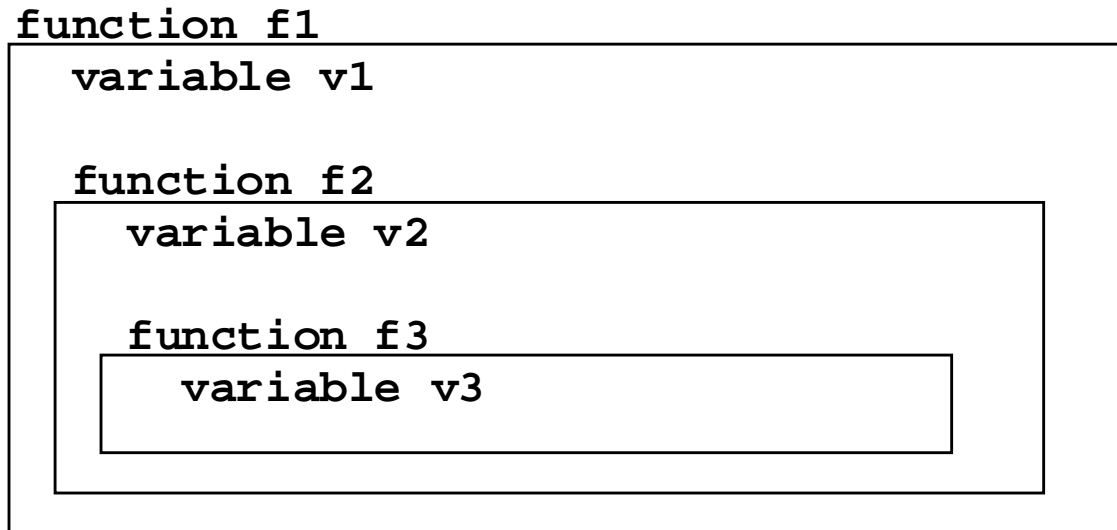 function f1
variable v1
function f2
variable v2
function f3
variable v3